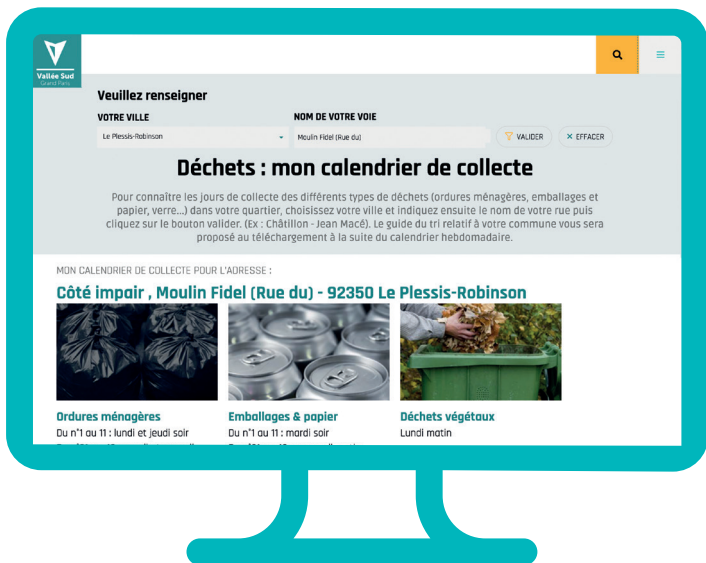 Vallée Sud
Grand Paris
Veuillez renseigner
VOTRE VILLE
NOM DE VOTRE VOIE
Le Plessis-Robinson
Moulin Fidel (Rue du)
VALIDER
EFFACER
Déchets : mon calendrier de collecte
Pour connaître les jours de collecte des différents types de déchets (ordures ménagères, emballages et
papier, verre...) dans votre quartier, choisissez votre ville et indiquez ensuite le nom de votre rue puis
cliquez sur le bouton valider. (Ex : Châtillon - Jean Macé). Le guide du tri relatif à votre commune vous sera
proposé au téléchargement à la suite du calendrier hebdomadaire.
MON CALENDRIER DE COLLECTE POUR L'ADRESSE :
Côté impair , Moulin Fidel (Rue du) - 92350 Le Plessis-Robinson
Ordures ménagères
Du n°1 au 11 : lundi et jeudi soir
Emballages & papier
Du n°1 au 11 : mardi soir
Déchets végétaux
Lundi matin